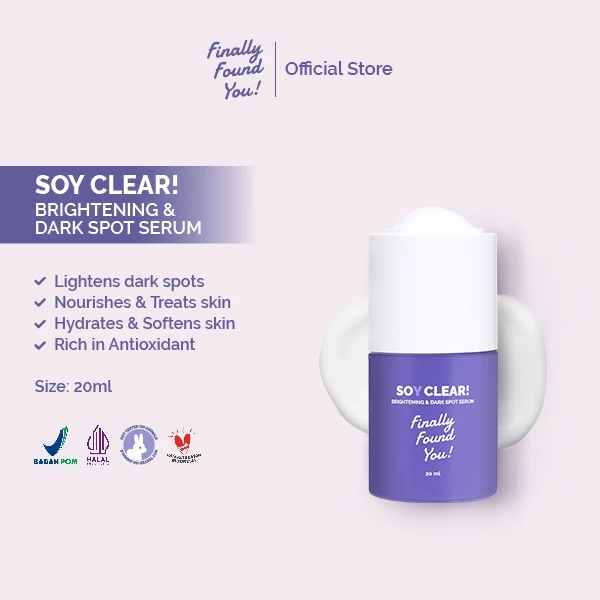 Finally
Found
You!
Official Store
SOY CLEAR!
BRIGHTENING &
DARK SPOT SERUM
Lightens dark spots
Nourishes & Treats skin
Hydrates & Softens skin
Rich in Antioxidant
Size: 20ml
BADAN POM
HALAL
SOY CLEAR!
BRIGHTENING & DARK SPOT SERUM
Finally
Found
You!
20 ml